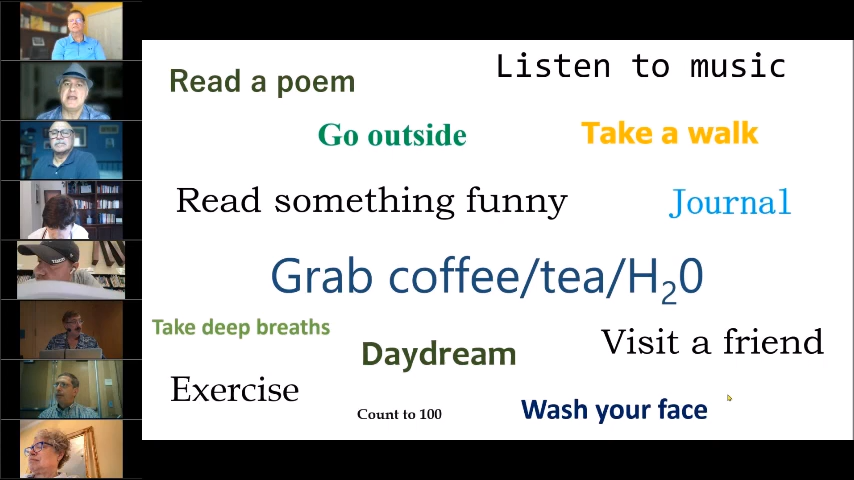 Listen to music
Read a poem
Go outside
Take a walk
Read something funny
Journal
Grab coffee/tea/H₂0
Take deep breaths
Daydream
Visit a friend
Exercise
Count to 100
Wash your face